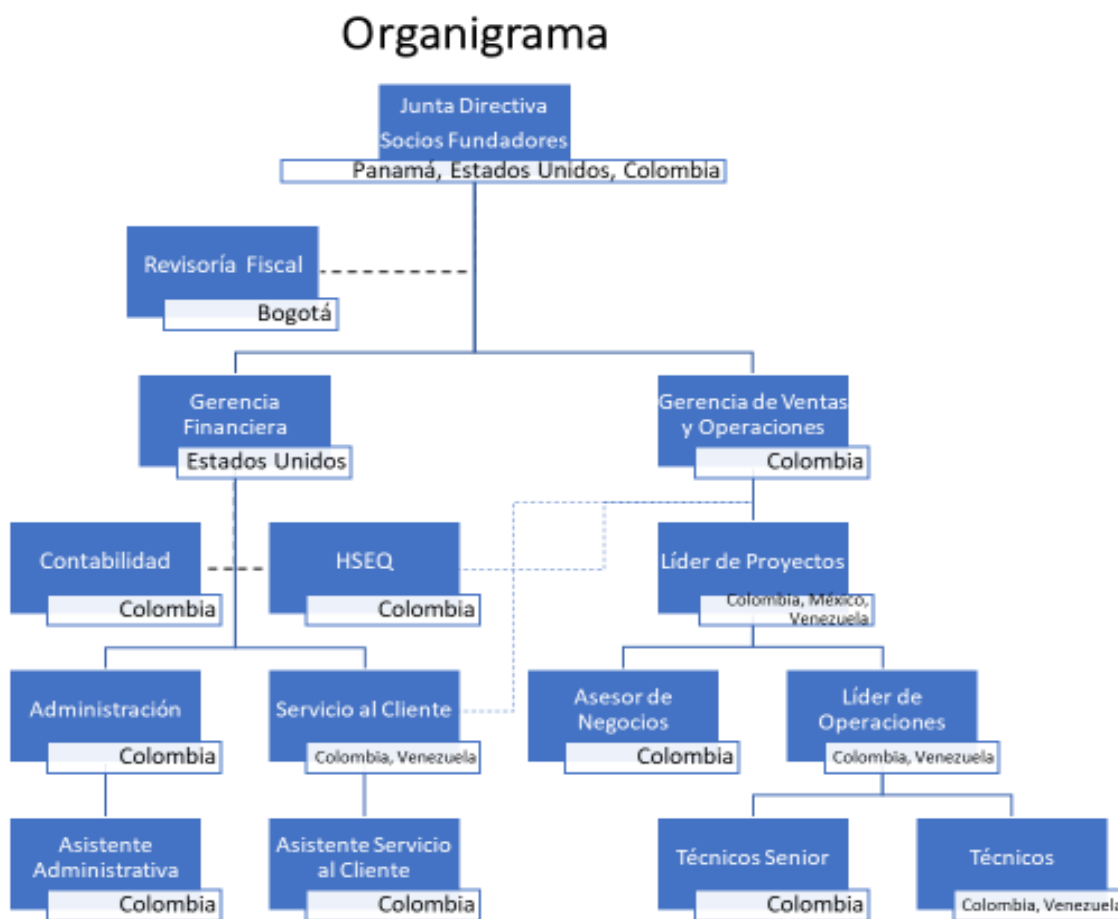 Organigrama
Junta Directiva
Socios Fundadores
Panamá, Estados Unidos, Colombia
Revisoría Fiscal
Bogotá
Gerencia
Financiera
Estados Unidos
Gerencia de Ventas
y Operaciones
Colombia
Contabilidad
Colombia
HSEQ
Colombia
Líder de Proyectos
Colombia, México,
Venezuela
Administración
Colombia
Servicio al Cliente
Colombia, Venezuela
Asesor de
Negocios
Colombia
Líder de
Operaciones
Colombia, Venezuela
Asistente
Administrativa
Colombia
Asistente Servicio
al Cliente
Colombia
Técnicos Senior
Colombia
Técnicos
Colombia, Venezuela